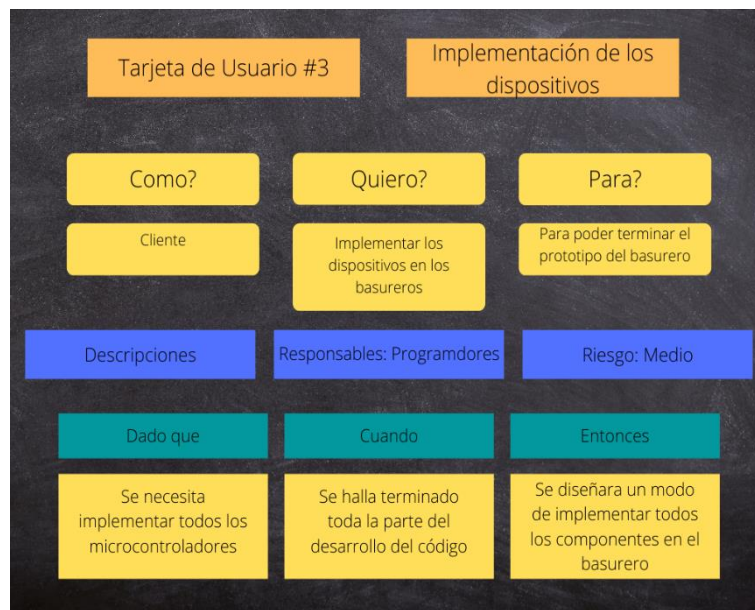 Tarjeta de Usuario #3
Implementación de los
dispositivos
Como?
Quiero?
Para?
Cliente
Implementar los
dispositivos en los
basureros
Para poder terminar el
prototipo del basurero
Descripciones
Responsables: Programdores
Riesgo: Medio
Dado que
Cuando
Entonces
Se necesita
implementar todos los
microcontroladores
Se halla terminado
toda la parte del
desarrollo del código
Se diseñara un modo
de implementar todos
los componentes en el
basurero